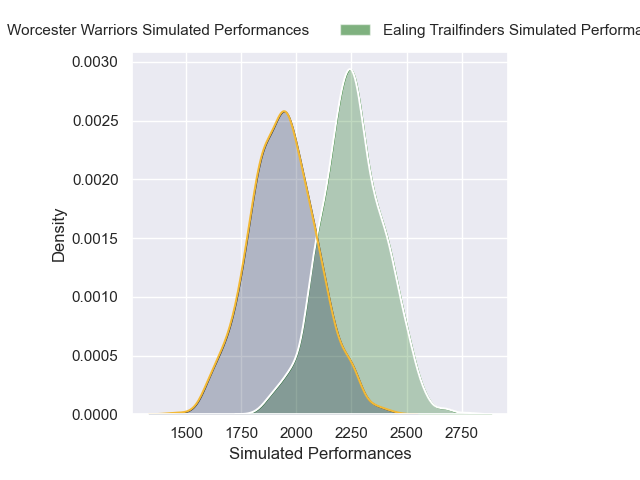 Worcester Warriors Simulated Performances
Ealing Trailfinders Simulated Performa
0.0030
0.0025
0.0020
0.0015
0.0010
0.0005
0.0000
Density
1500 1750 2000 2250 2500 2750
Simulated Performances